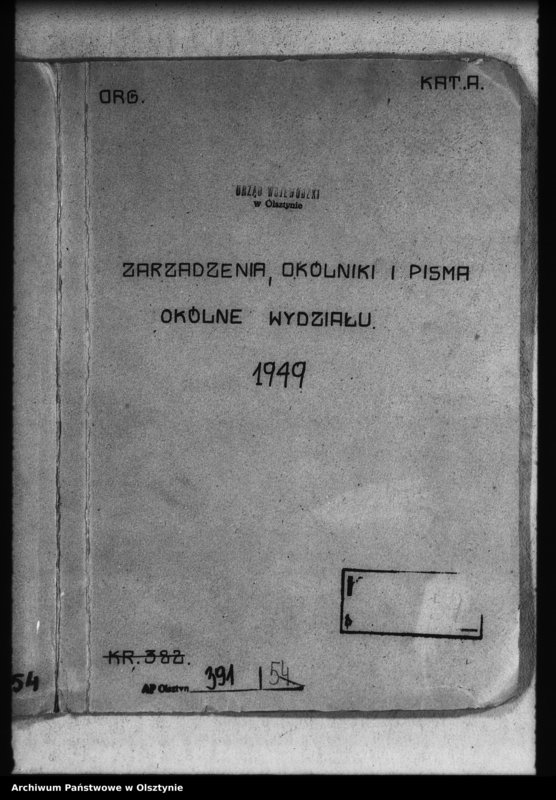 ORG.
KAT.A.
URZĄD WOJEWÓDZKI
w Olsztynie
ZARZADZENIA, OKÓLNIKI I PISMA
OKÓLNE WYDZIAŁU.
1949
KR. 382.
AP Olsztyn 391 / 54
54
Archiwum Państwowe w Olsztynie